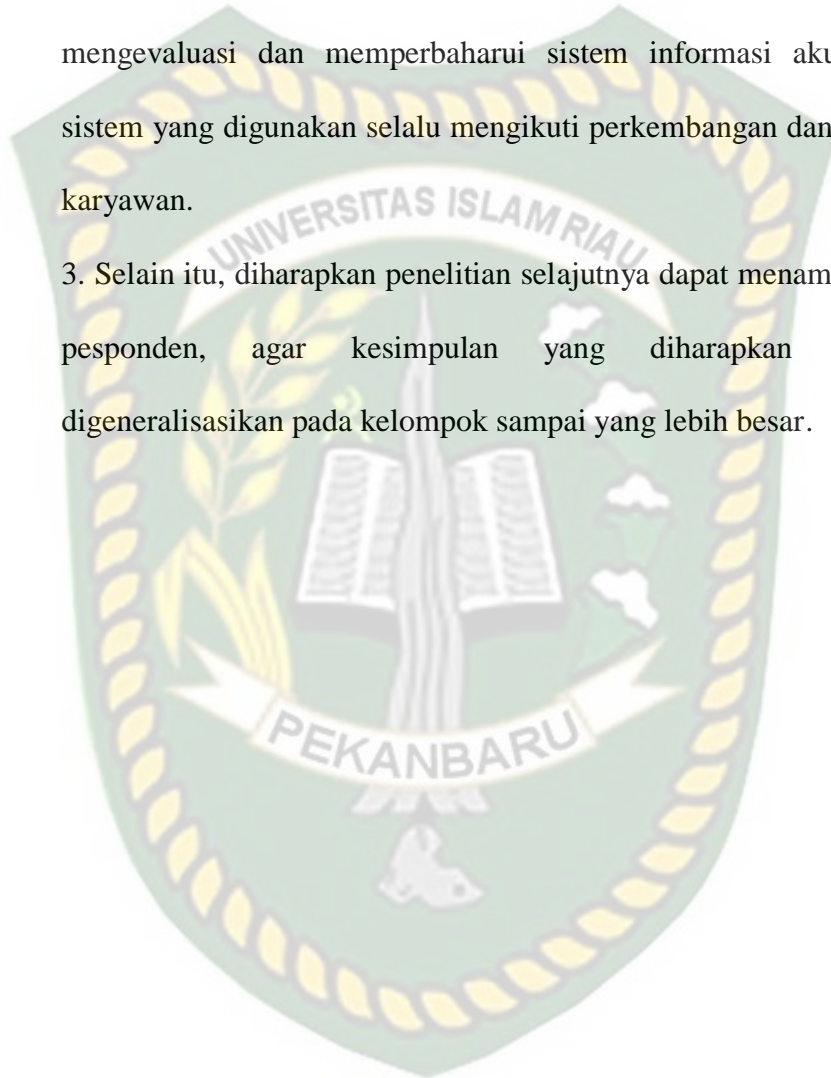 mengevaluasi dan memperbaharui sistem informasi aku
sistem yang digunakan selalu mengikuti perkembangan dan
karyawan.
UNIVERSITAS ISLAM RIAU
3. Selain itu, diharapkan penelitian selajutnya dapat menam
pesponden, agar kesimpulan yang diharapkan
digeneralisasikan pada kelompok sampai yang lebih besar.
PEKANBARU